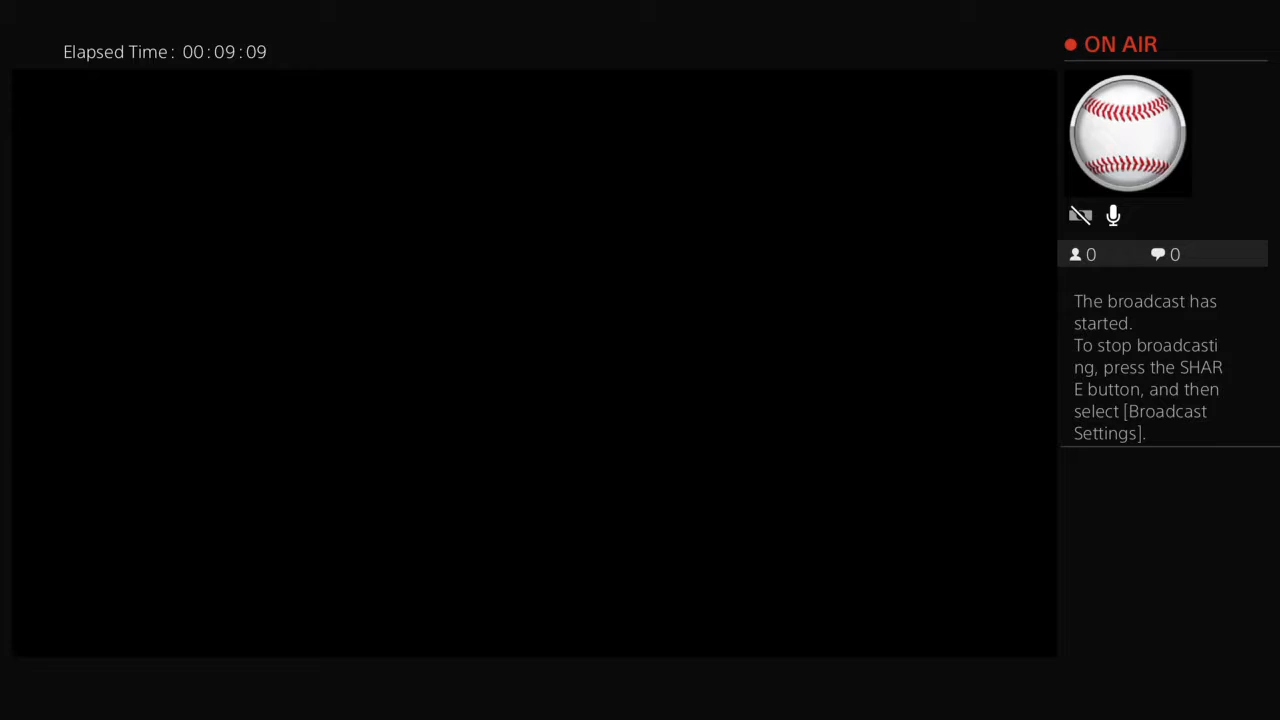 Elapsed Time: 00:09:09
ON AIR
0 0
The broadcast has
started.
To stop broadcasti
ng, press the SHAR
E button, and then
select [Broadcast
Settings].